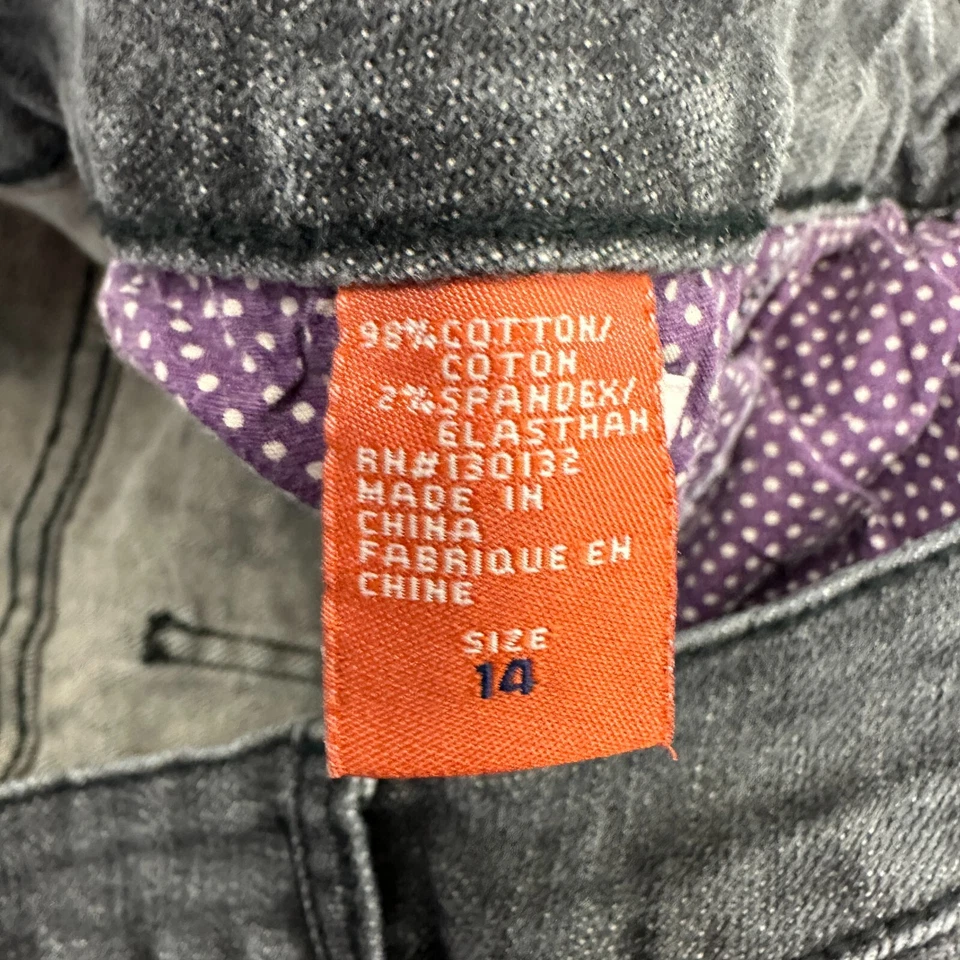 98% COTTON/
COTON
2% SPANDEX/
ELASTHAN
RN#130132
MADE IN
CHINA
FABRIQUE EN
CHINE
SIZE
14